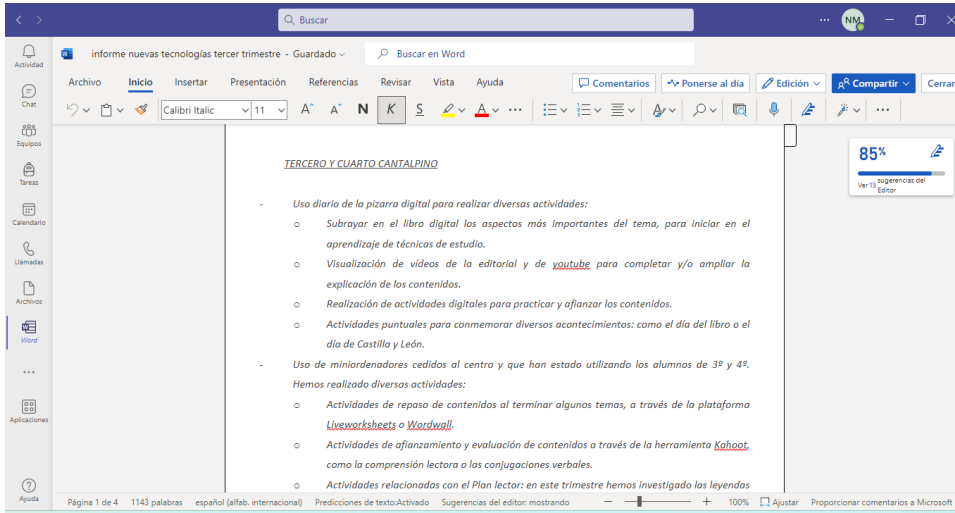 Buscar
NM
informe nuevas tecnologías tercer trimestre - Guardado
Buscar en Word
Archivo Inicio Insertar Presentación Referencias Revisar Vista Ayuda
Comentarios Ponerse al día Edición Compartir Cerrar
Calibri Italic 11 A A N K S A
Actividad
Chat
Equipos
Tareas
Calendario
Llamadas
Archivos
Word
Aplicaciones
Ayuda
TERCERO Y CUARTO CANTALPINO
- Uso diario de la pizarra digital para realizar diversas actividades:
o Subrayar en el libro digital los aspectos más importantes del tema, para iniciar en el
aprendizaje de técnicas de estudio.
o Visualización de vídeos de la editorial y de youtube para completar y/o ampliar la
explicación de los contenidos.
o Realización de actividades digitales para practicar y afianzar los contenidos.
o Actividades puntuales para conmemorar diversos acontecimientos: como el día del libro o el
día de Castilla y León.
- Uso de miniordenadores cedidos al centro y que han estado utilizando los alumnos de 3º y 4º.
Hemos realizado diversas actividades:
o Actividades de repaso de contenidos al terminar algunos temas, a través de la plataforma
Liveworksheets o Wordwall.
o Actividades de afianzamiento y evaluación de contenidos a través de la herramienta Kahoot,
como la comprensión lectora o las conjugaciones verbales.
o Actividades relacionadas con el Plan lector: en este trimestre hemos investigado las leyendas
85%
Ver 13 sugerencias del
Editor
Página 1 de 4 1143 palabras español (alfab. internacional) Predicciones de texto:Activado Sugerencias del editor: mostrando 100% Ajustar Proporcionar comentarios a Microsoft